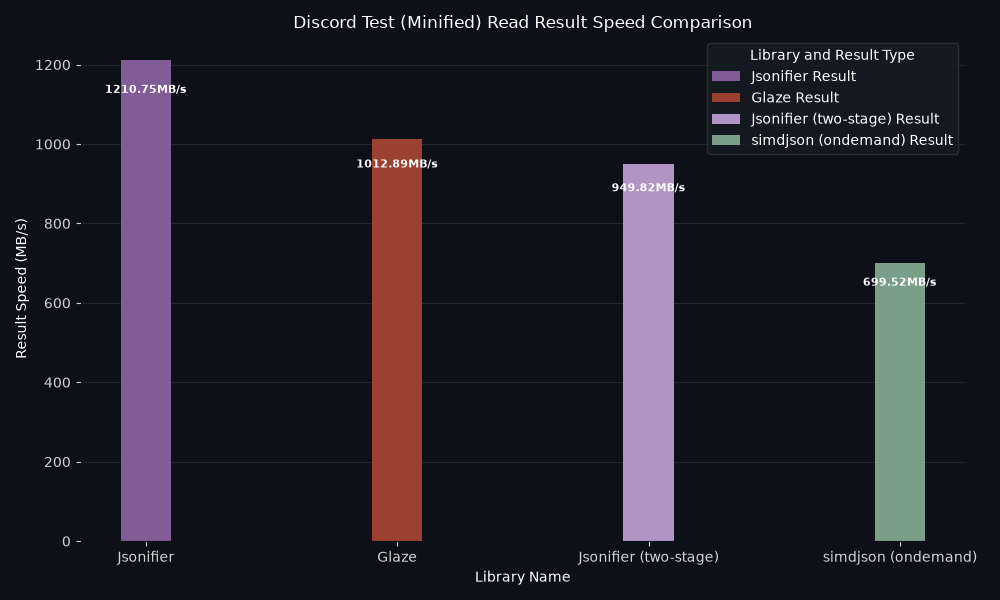 Discord Test (Minified) Read Result Speed Comparison
Library and Result Type
Jsonifier Result
Glaze Result
Jsonifier (two-stage) Result
simdjson (ondemand) Result
Result Speed (MB/s)
1200
1000
800
600
400
200
0
1210.75MB/s
1012.89MB/s
949.82MB/s
699.52MB/s
Jsonifier
Glaze
Jsonifier (two-stage)
simdjson (ondemand)
Library Name